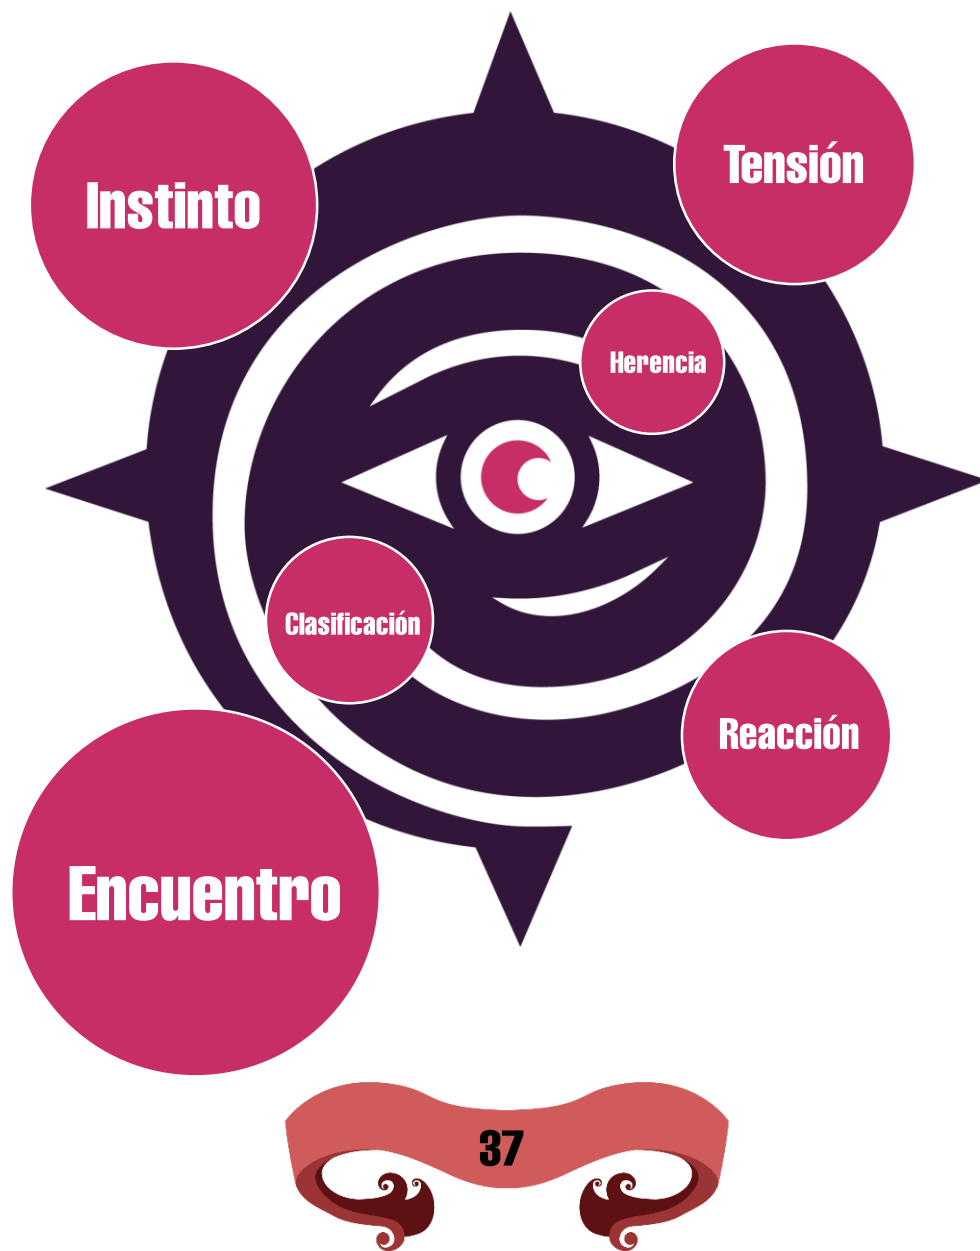 Instinto
Tensión
Herencia
Clasificación
Reacción
Encuentro
37